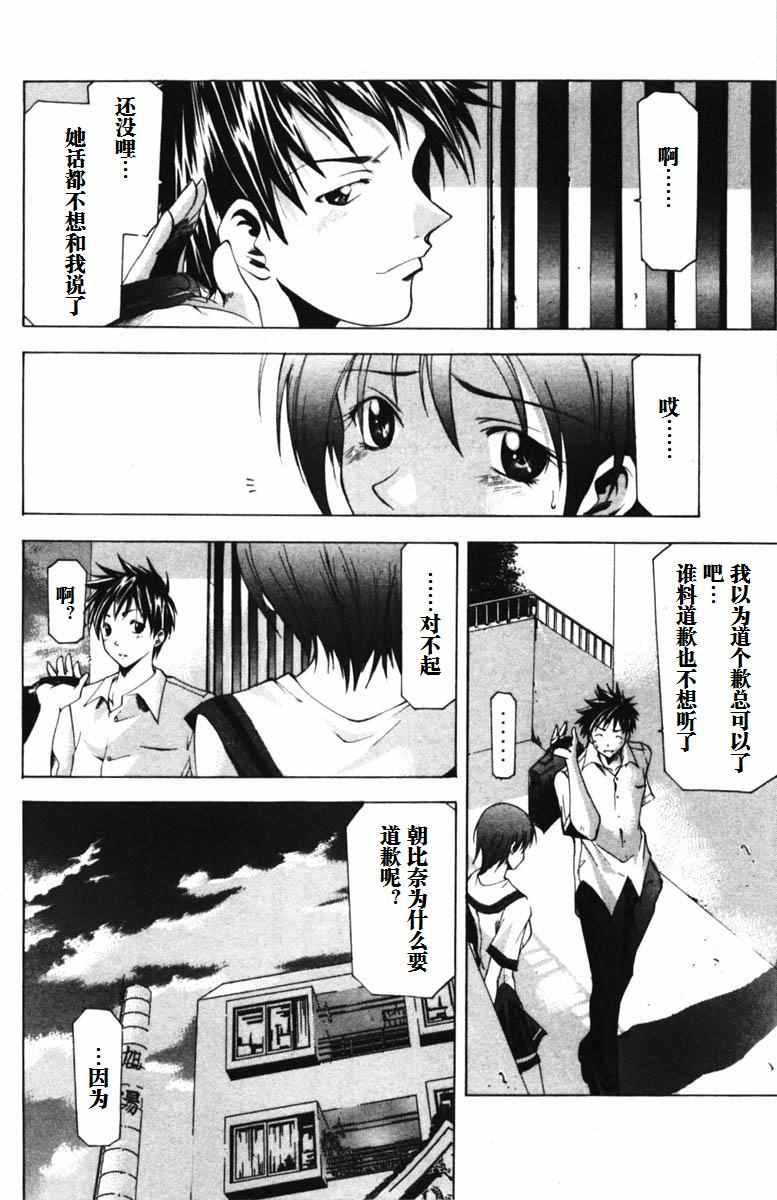 啊……
还没哩…
她话都不想和我说了
哎……
我以为道个歉总可以了
吧…
谁料道歉也不想听了
………
……对不起
啊？
朝比奈为什么要
道歉呢？
…因为
旭湯